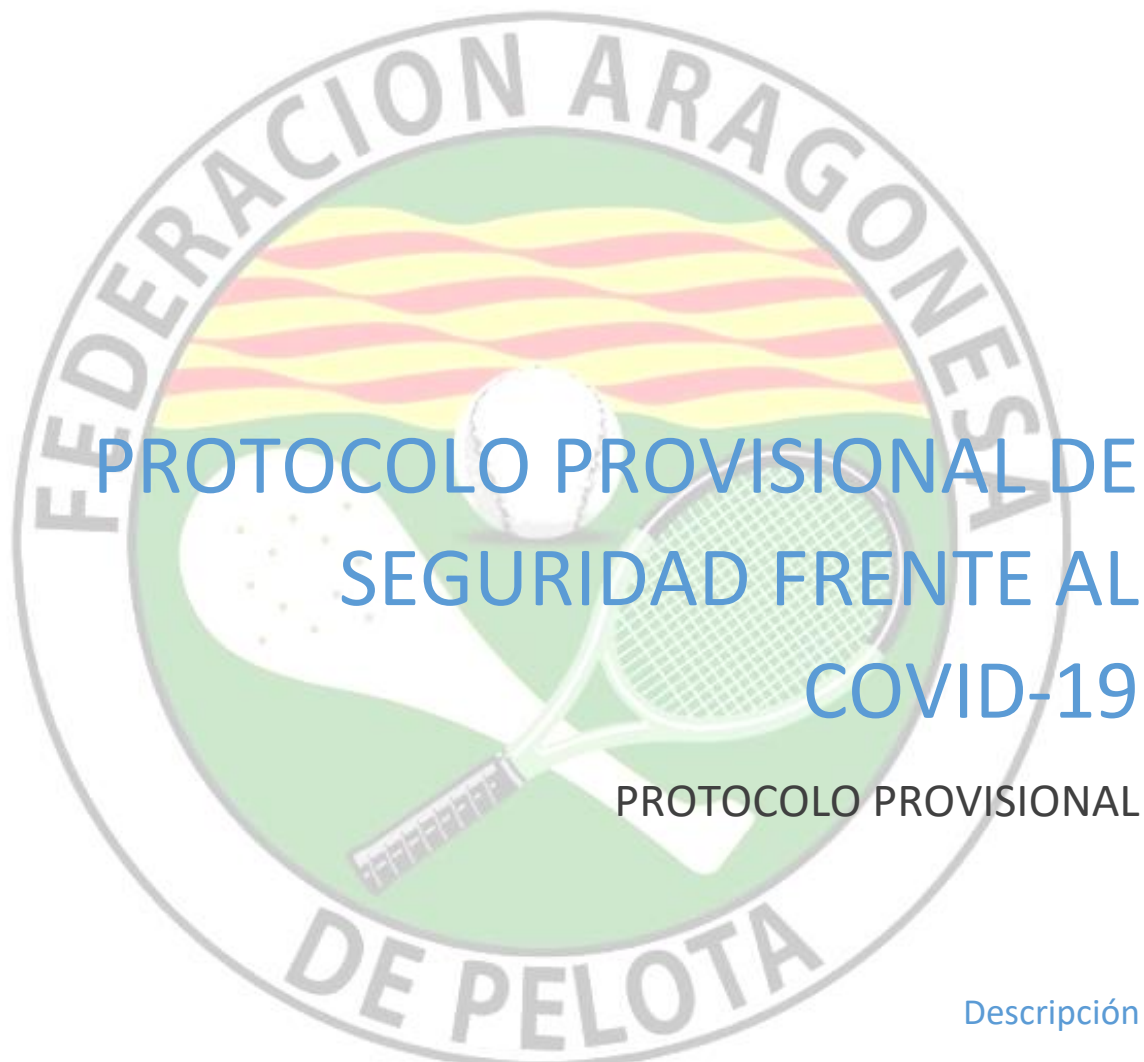 FEDERACION ARAGONESA
PROTOCOLO PROVISIONAL DE
SEGURIDAD FRENTE AL
COVID-19
PROTOCOLO PROVISIONAL
DE PELOTA
Descripción